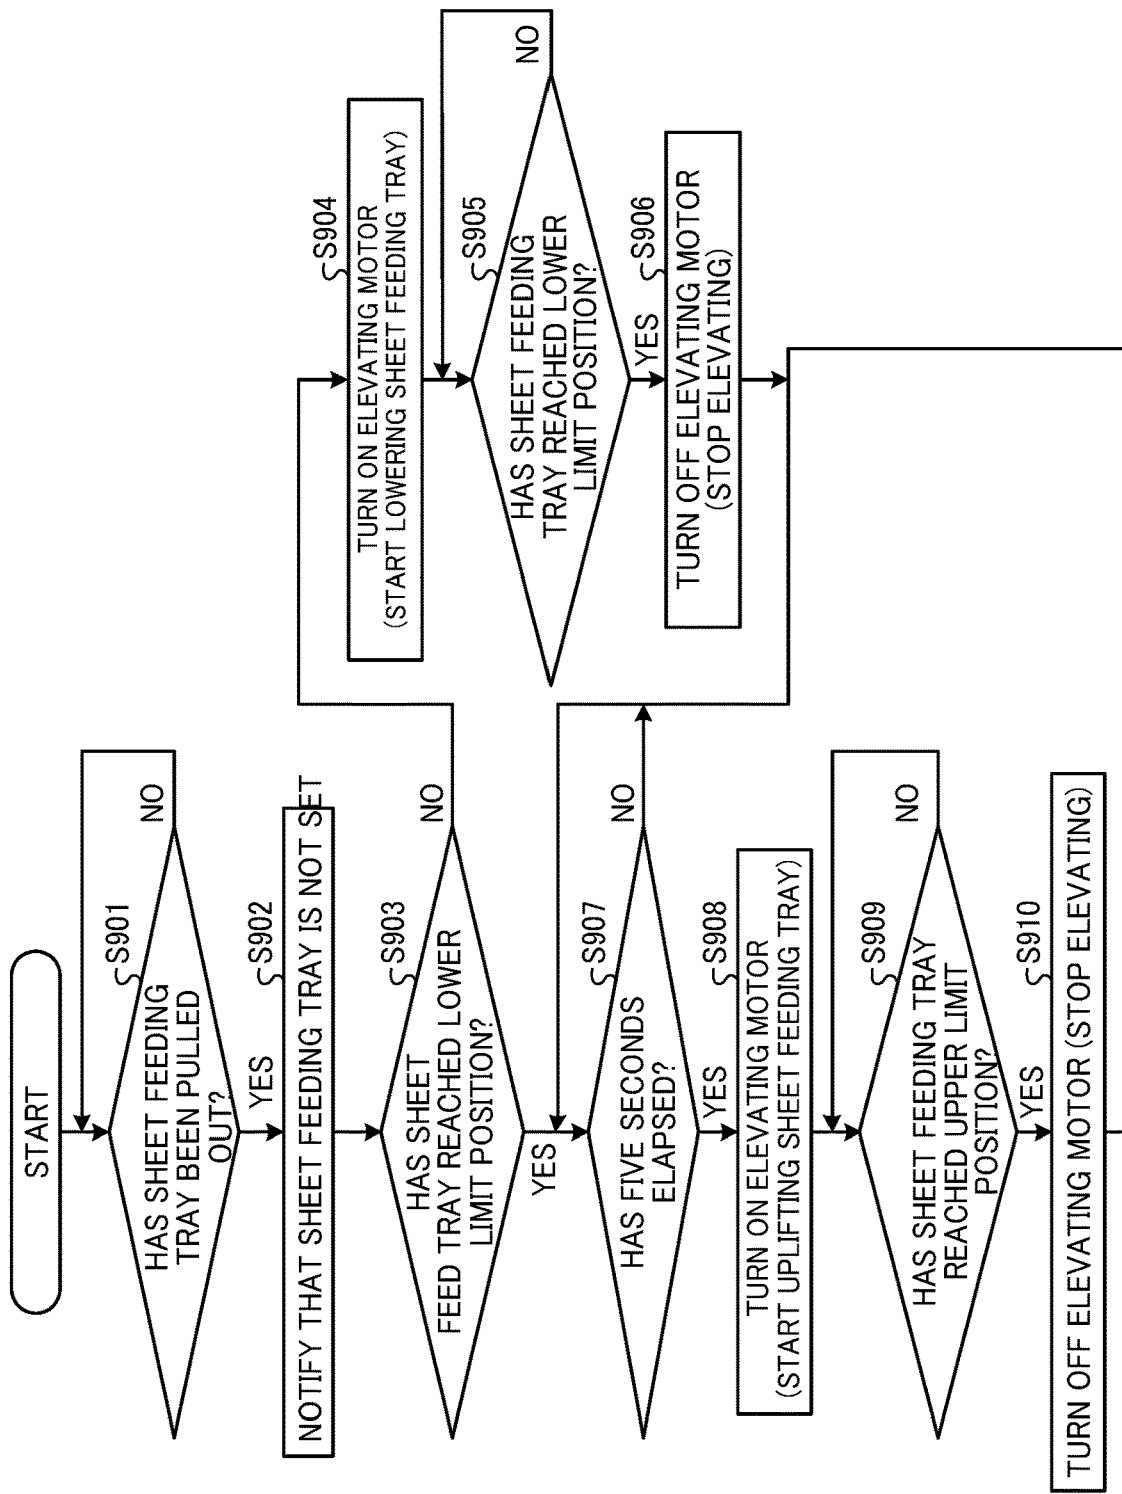 START
S901
HAS SHEET FEEDING
TRAY BEEN PULLED
OUT?
NO
YES
S902
NOTIFY THAT SHEET FEEDING TRAY IS NOT SET
S903
HAS SHEET
FEED TRAY REACHED LOWER
LIMIT POSITION?
NO
YES
S904
TURN ON ELEVATING MOTOR
(START LOWERING SHEET FEEDING TRAY)
S905
HAS SHEET FEEDING
TRAY REACHED LOWER
LIMIT POSITION?
NO
YES
S906
TURN OFF ELEVATING MOTOR
(STOP ELEVATING)
S907
HAS FIVE SECONDS
ELAPSED?
NO
YES
S908
TURN ON ELEVATING MOTOR
(START UPLIFTING SHEET FEEDING TRAY)
S909
HAS SHEET FEEDING TRAY
REACHED UPPER LIMIT
POSITION?
NO
YES
S910
TURN OFF ELEVATING MOTOR (STOP ELEVATING)